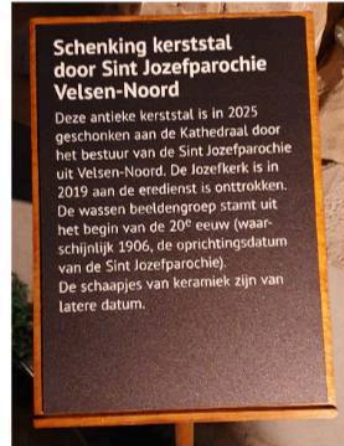 Schenking kerststal
door Sint Jozefparochie
Velsen-Noord
Deze antieke kerststal is in 2025
geschonken aan de Kathedraal door
het bestuur van de Sint Jozefparochie
uit Velsen-Noord. De Jozefkerk is in
2019 aan de eredienst is onttrokken.
De wassen beeldengroep stamt uit
het begin van de 20e eeuw (waar-
schijnlijk 1906, de oprichtingsdatum
van de Sint Jozefparochie).
De schaapjes van keramiek zijn van
latere datum.